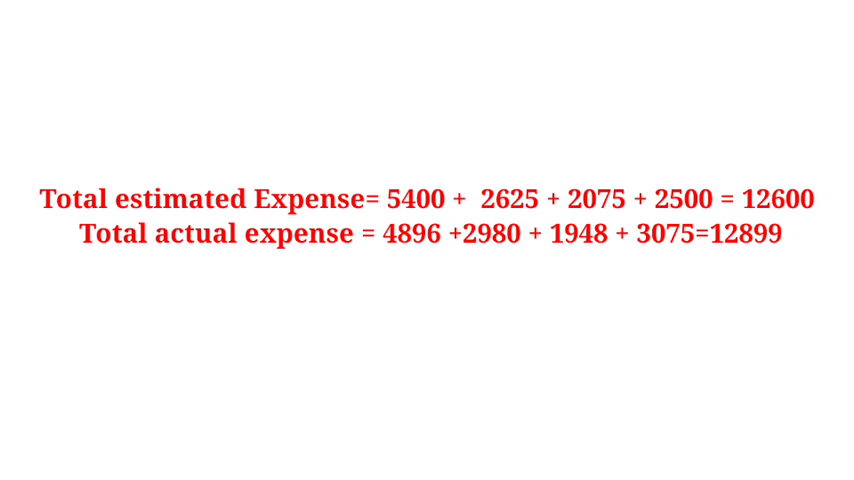 Total estimated Expense= 5400 +  2625 + 2075 + 2500 = 12600
Total actual expense = 4896 +2980 + 1948 + 3075=12899